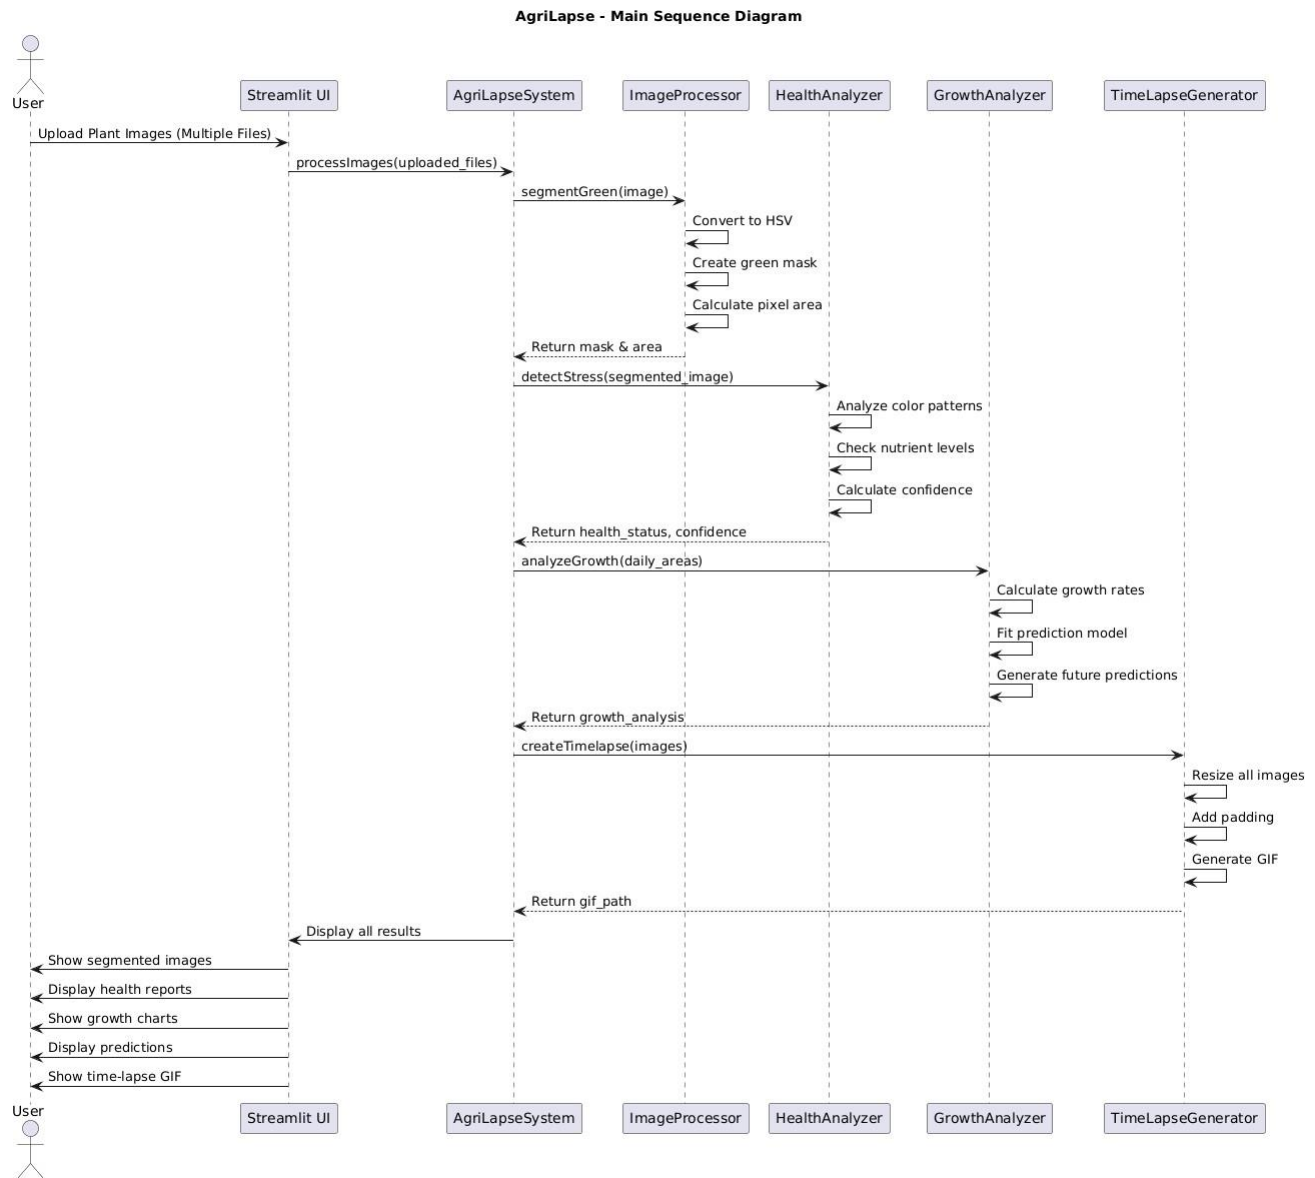 AgriLapse - Main Sequence Diagram
User
Streamlit UI
AgriLapseSystem
ImageProcessor
HealthAnalyzer
GrowthAnalyzer
TimeLapseGenerator
Upload Plant Images (Multiple Files)
processImages(uploaded_files)
segmentGreen(image)
Convert to HSV
Create green mask
Calculate pixel area
Return mask & area
detectStress(segmented_image)
Analyze color patterns
Check nutrient levels
Calculate confidence
Return health_status, confidence
analyzeGrowth(daily_areas)
Calculate growth rates
Fit prediction model
Generate future predictions
Return growth_analysis
createTimelapse(images)
Resize all images
Add padding
Generate GIF
Return gif_path
Display all results
Show segmented images
Display health reports
Show growth charts
Display predictions
Show time-lapse GIF
User
Streamlit UI
AgriLapseSystem
ImageProcessor
HealthAnalyzer
GrowthAnalyzer
TimeLapseGenerator